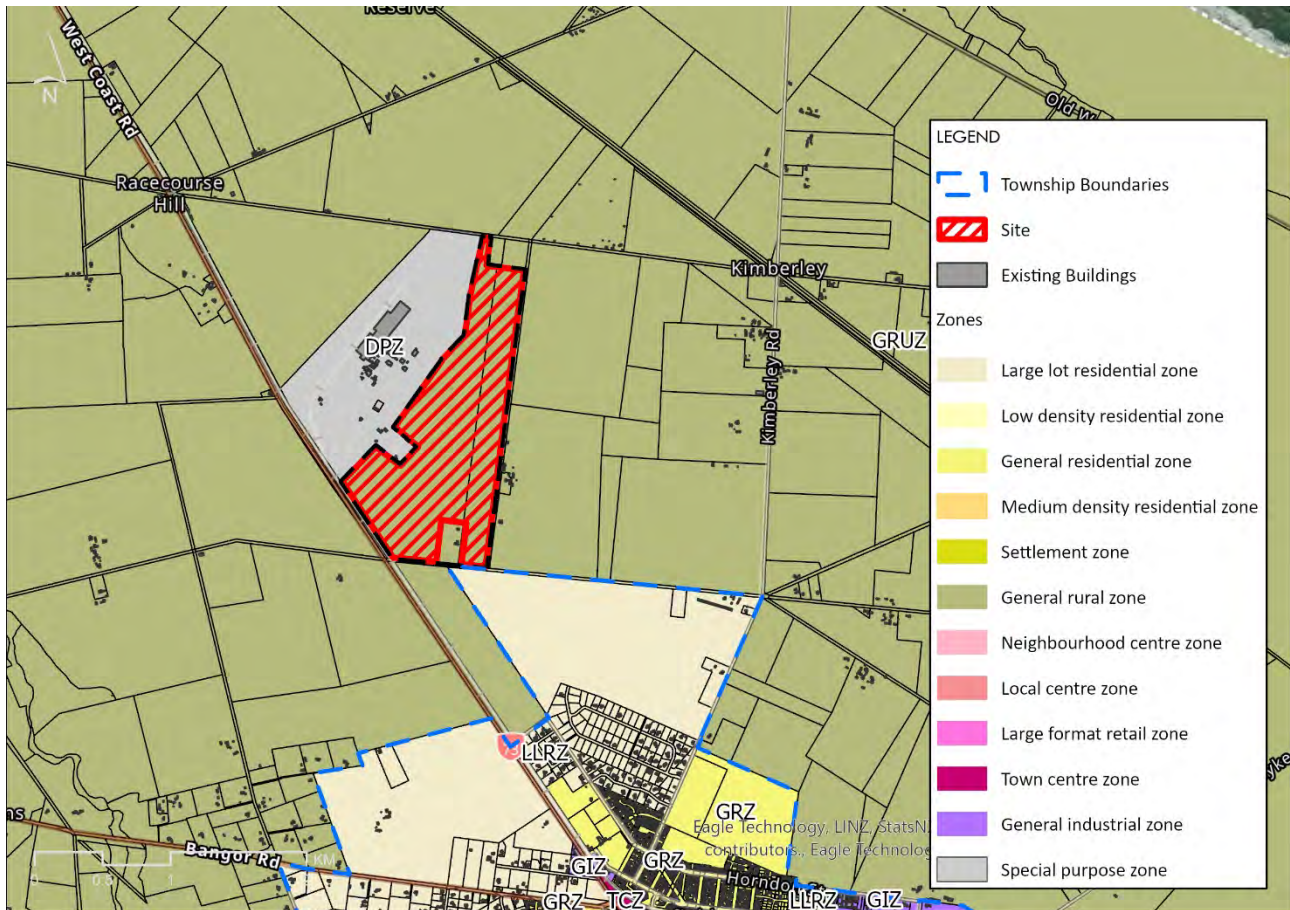 Reserve
West Coast Rd
N
Racecourse
Hill
Kimberley
Kimberley Rd
GRUZ
DPZ
LLRZ
GRZ
Eagle Technology, LINZ, StatsN
contributors., Eagle Technolo
Bangor Rd
1 KM
0
0.5
1
GIZ
GRZ
GRZ
TCZ
LLRZ
GIZ
LEGEND
Township Boundaries
Site
Existing Buildings
Zones
Large lot residential zone
Low density residential zone
General residential zone
Medium density residential zone
Settlement zone
General rural zone
Neighbourhood centre zone
Local centre zone
Large format retail zone
Town centre zone
General industrial zone
Special purpose zone